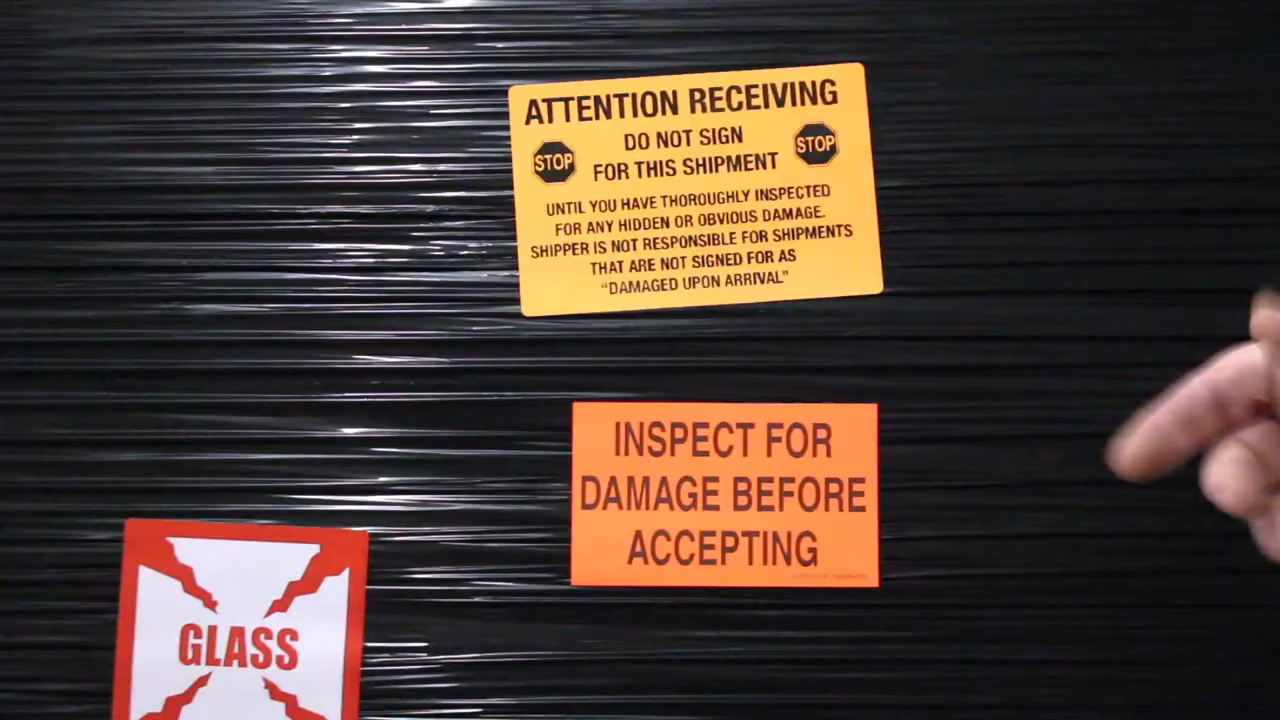 ATTENTION RECEIVING
DO NOT SIGN
STOP
STOP
FOR THIS SHIPMENT
UNTIL YOU HAVE THOROUGHLY INSPECTED
FOR ANY HIDDEN OR OBVIOUS DAMAGE.
SHIPPER IS NOT RESPONSIBLE FOR SHIPMENTS
THAT ARE NOT SIGNED FOR AS
"DAMAGED UPON ARRIVAL"
INSPECT FOR
DAMAGE BEFORE
ACCEPTING
GLASS